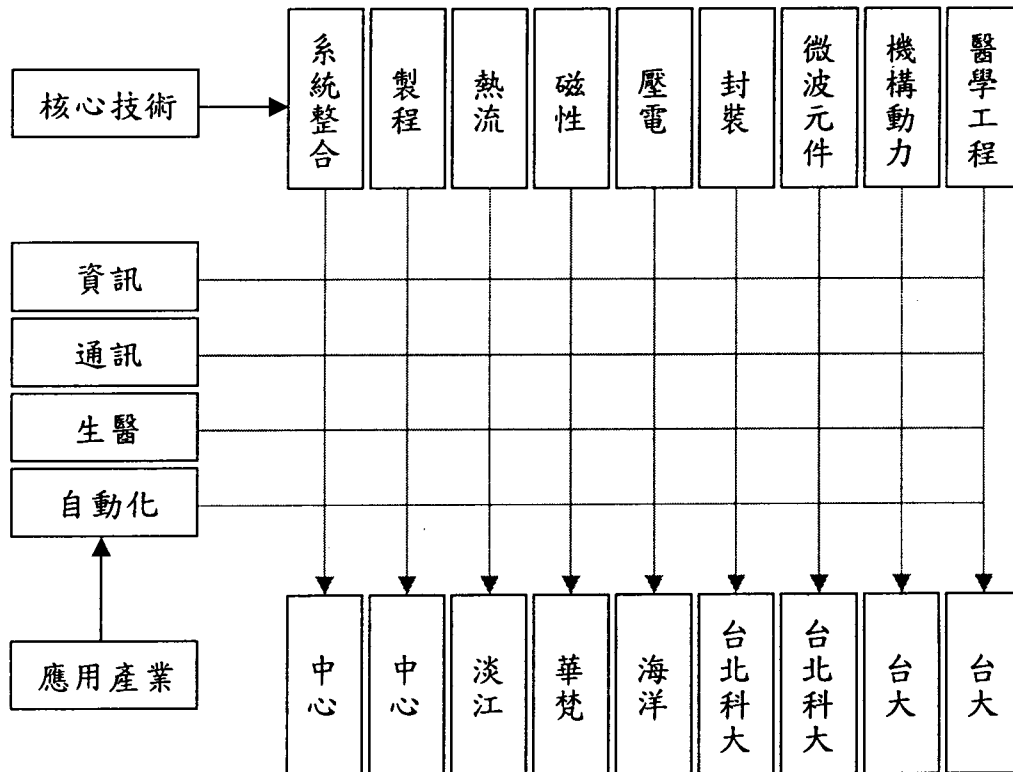 核心技術
系統整合
製程
熱流
磁性
壓電
封裝
微波元件
機構動力
醫學工程
資訊
通訊
生醫
自動化
應用產業
中心
中心
淡江
華梵
海洋
台北科大
台北科大
台大
台大